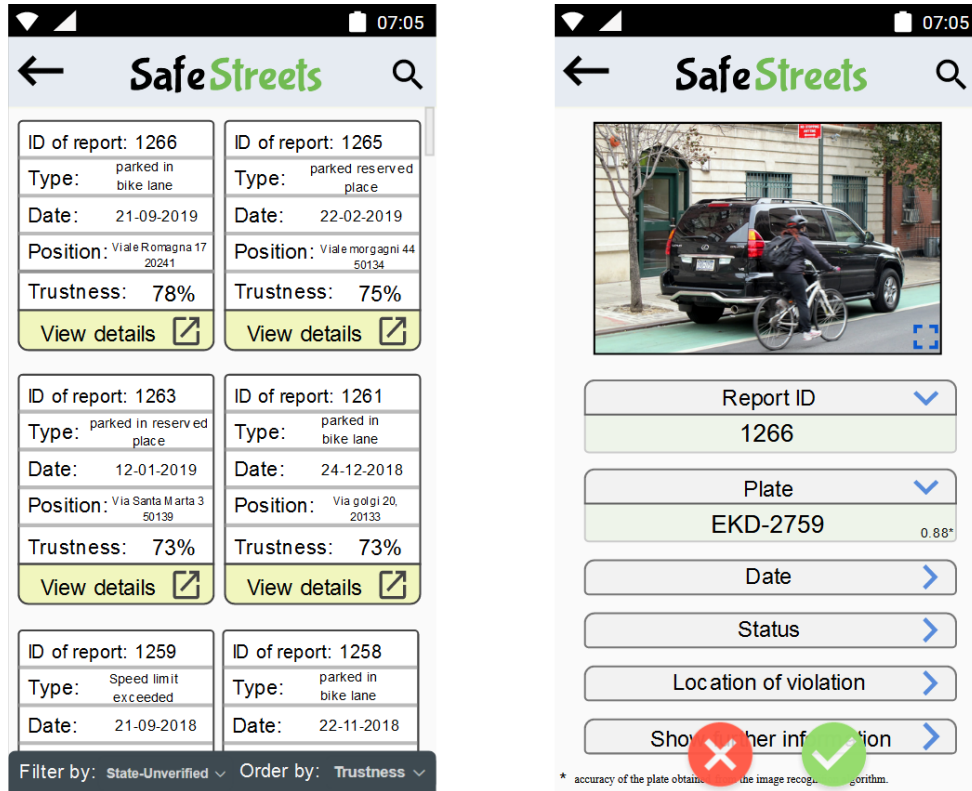 07:05
SafeStreets
ID of report: 1266
Type: parked in
bike lane
Date: 21-09-2019
Position: Viale Romagna 17
20241
Trustness: 78%
View details
ID of report: 1265
Type: parked reserved
place
Date: 22-02-2019
Position: Viale morgagni 44
50134
Trustness: 75%
View details
ID of report: 1263
Type: parked in reserved
place
Date: 12-01-2019
Position: Via Santa Marta 3
50139
Trustness: 73%
View details
ID of report: 1261
Type: parked in
bike lane
Date: 24-12-2018
Position: Via golgi 20,
20133
Trustness: 73%
View details
ID of report: 1259
Type: Speed limit
exceeded
Date: 21-09-2018
ID of report: 1258
Type: parked in
bike lane
Date: 22-11-2018
Filter by: State-Unverified Order by: Trustness
07:05
SafeStreets
Report ID
1266
Plate
EKD-2759 0.88*
Date
Status
Location of violation
Show further information
* accuracy of the plate obtained the image algorithm.